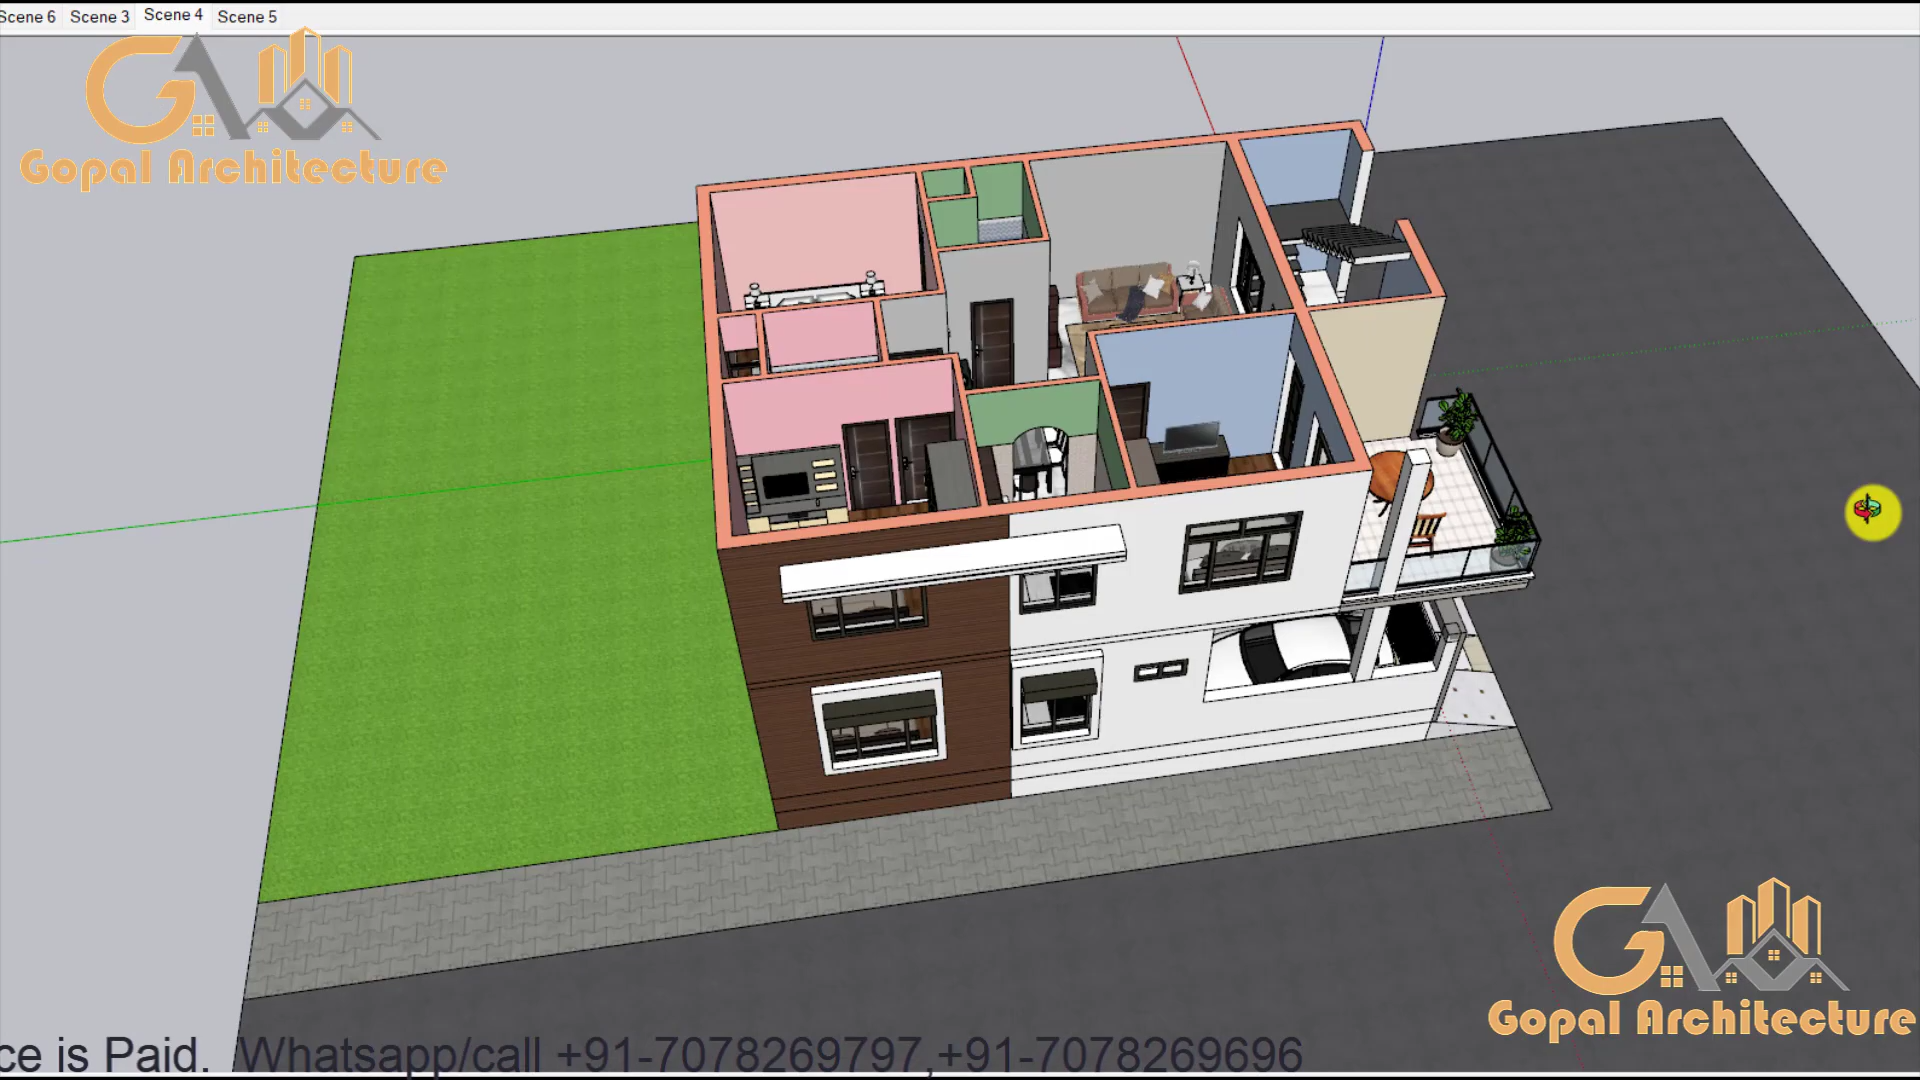 Scene 6 Scene 3 Scene 4 Scene 5
Gopal Architecture
Gopal Architecture
ce is Paid. Whatsapp/call +91-7078269797,+91-7078269696